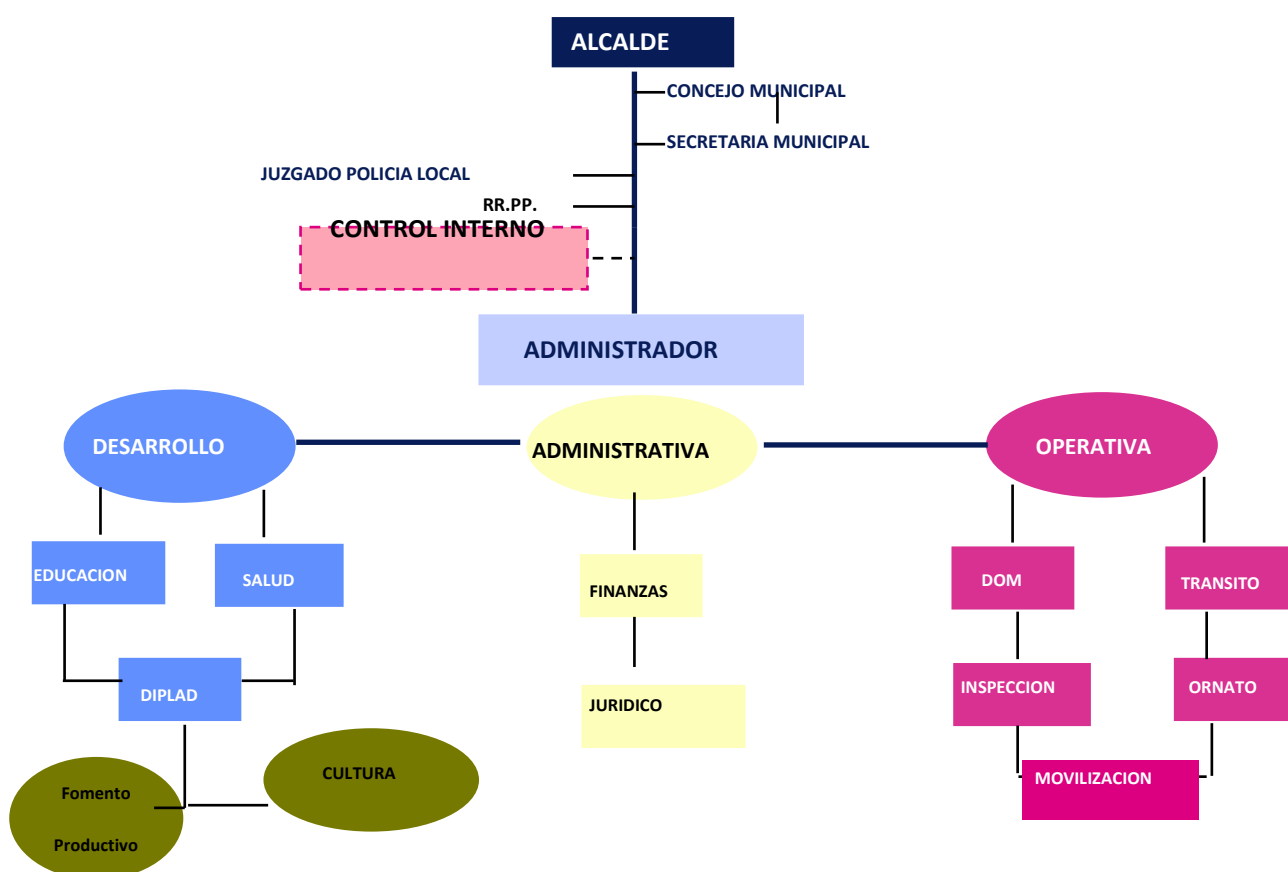 ALCALDE
CONCEJO MUNICIPAL
SECRETARIA MUNICIPAL
JUZGADO POLICIA LOCAL
RR.PP.
CONTROL INTERNO
ADMINISTRADOR
DESARROLLO
ADMINISTRATIVA
OPERATIVA
EDUCACION
SALUD
FINANZAS
DOM
TRANSITO
DIPLAD
JURIDICO
INSPECCION
ORNATO
CULTURA
MOVILIZACION
Fomento
Productivo